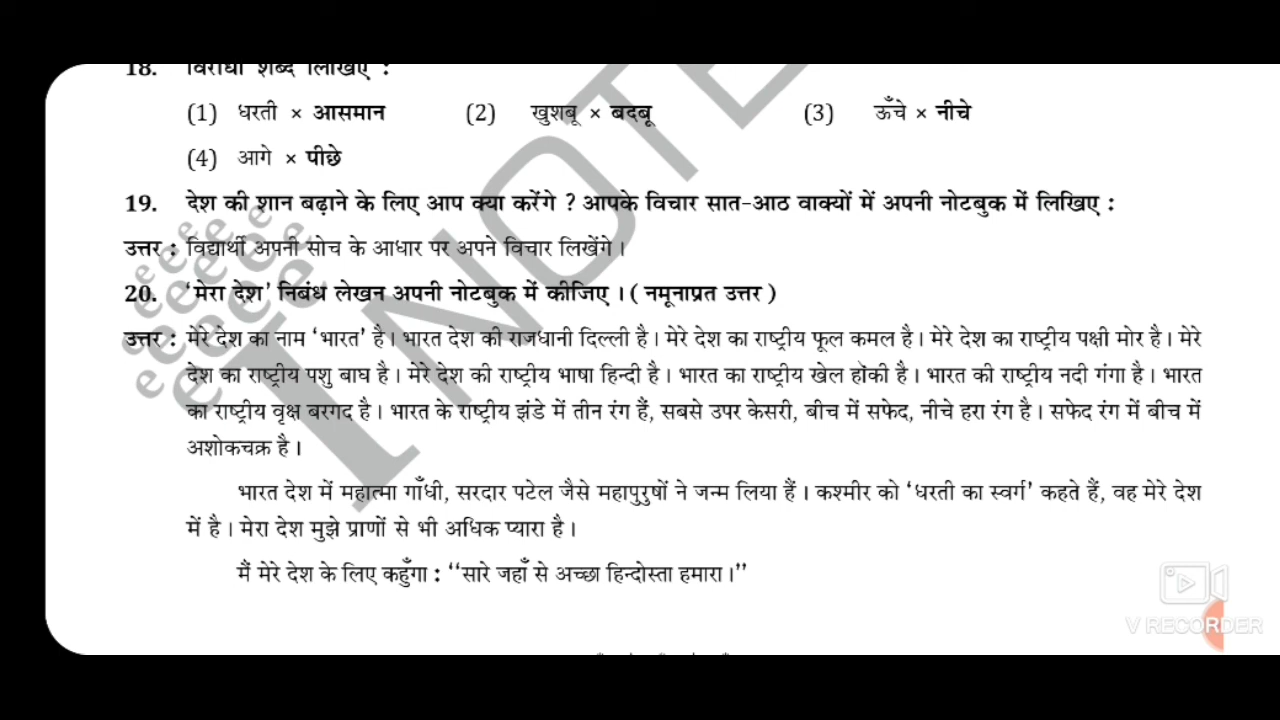 18. विरोधी शब्द लिखिए :
(1) धरती × आसमान (2) खुशबू × बदबू (3) ऊँचे × नीचे
(4) आगे × पीछे
19. देश की शान बढ़ाने के लिए आप क्या करेंगे ? आपके विचार सात-आठ वाक्यों में अपनी नोटबुक में लिखिए :
उत्तर : विद्यार्थी अपनी सोच के आधार पर अपने विचार लिखेंगे ।
20. ‘मेरा देश’ निबंध लेखन अपनी नोटबुक में कीजिए । ( नमूनाप्रत उत्तर )
उत्तर : मेरे देश का नाम ‘भारत’ है। भारत देश की राजधानी दिल्ली है। मेरे देश का राष्ट्रीय फूल कमल है। मेरे देश का राष्ट्रीय पक्षी मोर है। मेरे
देश का राष्ट्रीय पशु बाघ है। मेरे देश की राष्ट्रीय भाषा हिन्दी है। भारत का राष्ट्रीय खेल हॉकी है। भारत की राष्ट्रीय नदी गंगा है। भारत
का राष्ट्रीय वृक्ष बरगद है। भारत के राष्ट्रीय झंडे में तीन रंग हैं, सबसे उपर केसरी, बीच में सफेद, नीचे हरा रंग है। सफेद रंग में बीच में
अशोकचक्र है।
भारत देश में महात्मा गाँधी, सरदार पटेल जैसे महापुरुषों ने जन्म लिया हैं। कश्मीर को ‘धरती का स्वर्ग’ कहते हैं, वह मेरे देश
में है। मेरा देश मुझे प्राणों से भी अधिक प्यारा है।
मैं मेरे देश के लिए कहुँगा : “सारे जहाँ से अच्छा हिन्दोस्ता हमारा।”
I NOTE
eeeee
V RECORDER